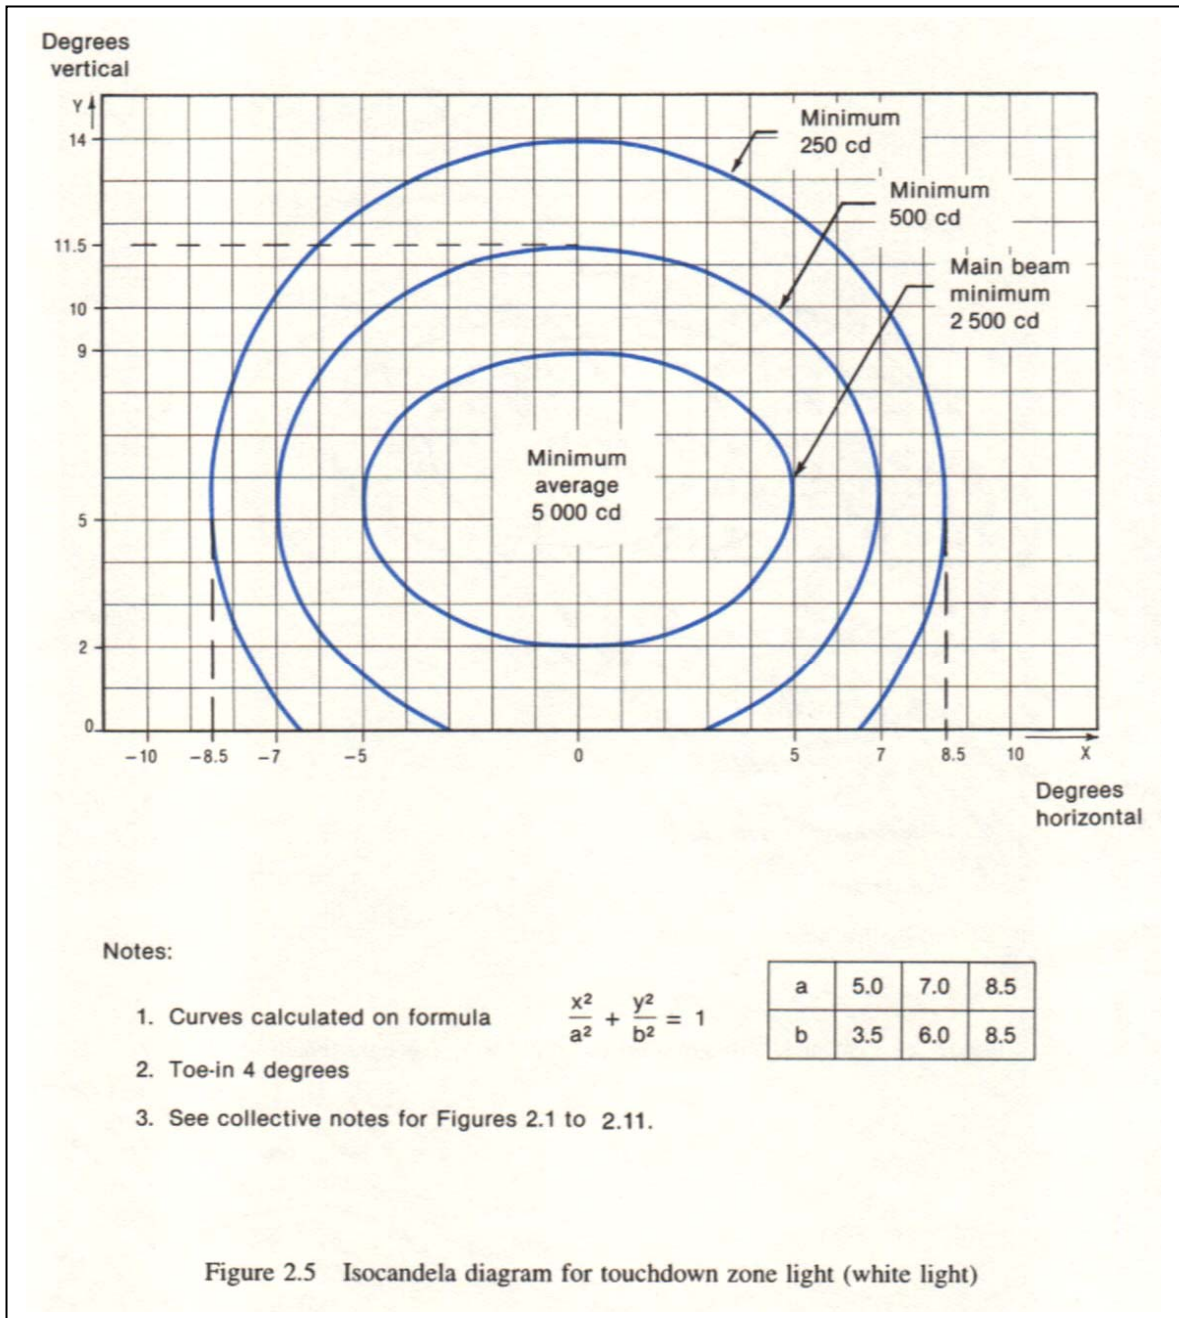 Degrees
vertical
Y
Minimum
250 cd
14
Minimum
500 cd
11.5
Main beam
minimum
2 500 cd
10
9
Minimum
average
5 000 cd
5
2
0
−10 −8.5 −7 −5 0 5 7 8.5 10 X
Degrees
horizontal
Notes:
1. Curves calculated on formula x²/a² + y²/b² = 1
2. Toe-in 4 degrees
3. See collective notes for Figures 2.1 to 2.11.
a 5.0 7.0 8.5
b 3.5 6.0 8.5
Figure 2.5 Isocandela diagram for touchdown zone light (white light)